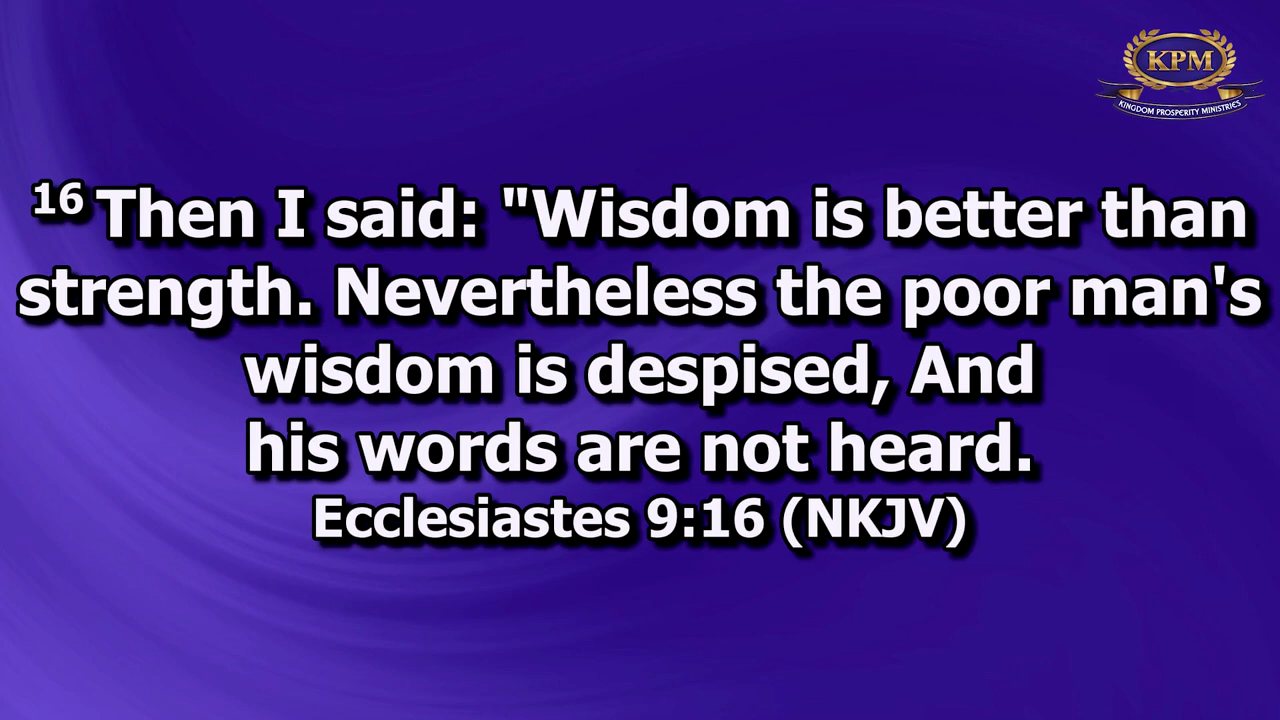 KPM
KINGDOM PROSPERITY MINISTRIES
16 Then I said: "Wisdom is better than
strength. Nevertheless the poor man's
wisdom is despised, And
his words are not heard.
Ecclesiastes 9:16 (NKJV)